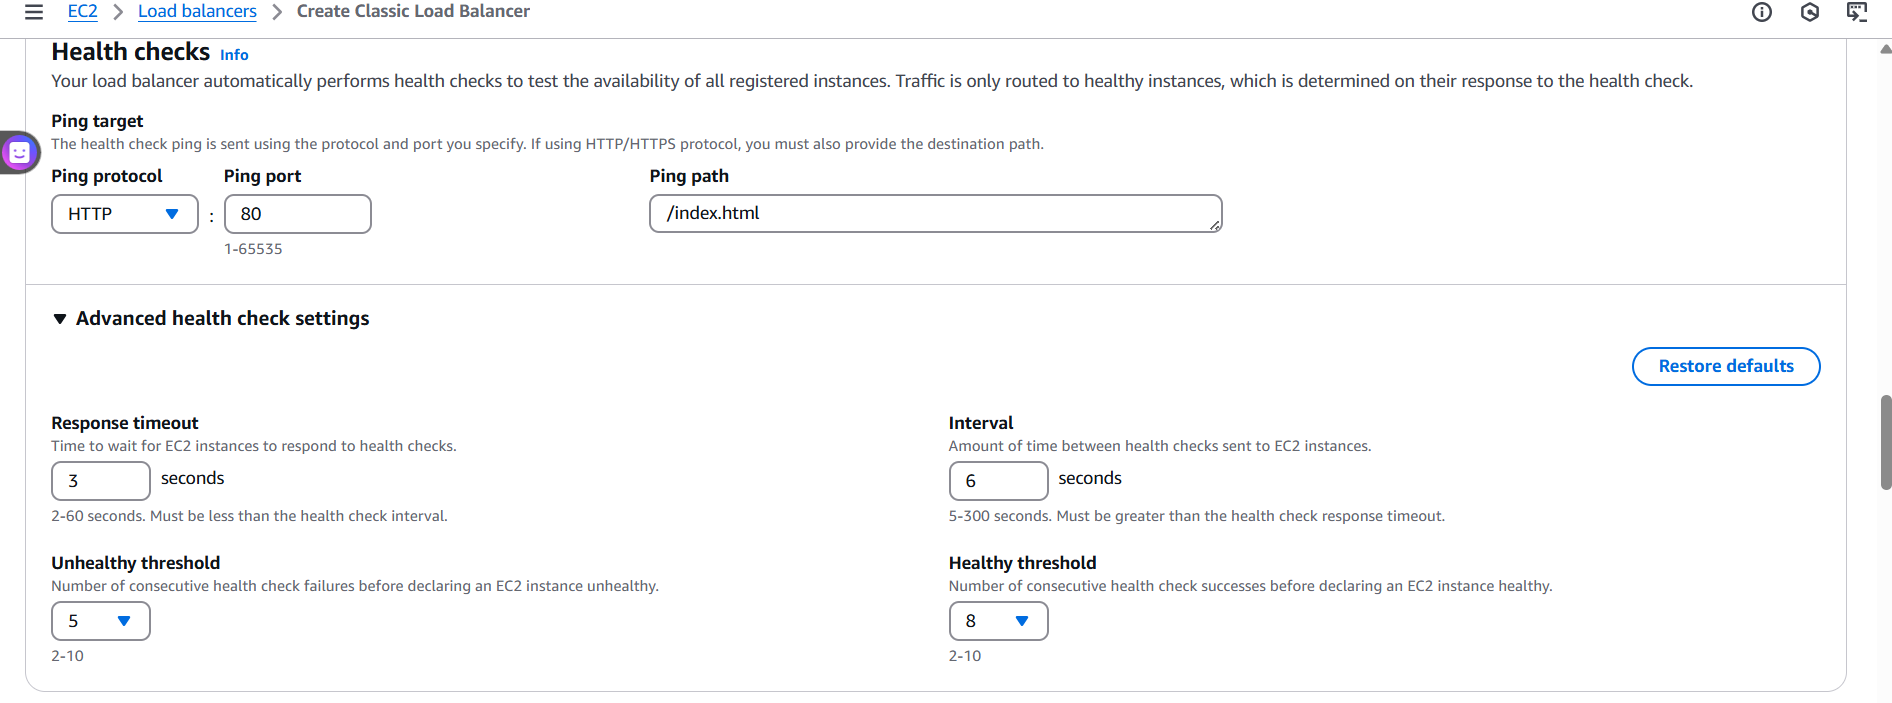 EC2 > Load balancers > Create Classic Load Balancer
Health checks Info
Your load balancer automatically performs health checks to test the availability of all registered instances. Traffic is only routed to healthy instances, which is determined on their response to the health check.
Ping target
The health check ping is sent using the protocol and port you specify. If using HTTP/HTTPS protocol, you must also provide the destination path.
Ping protocol Ping port Ping path
HTTP : 80 /index.html
1-65535
Advanced health check settings
Restore defaults
Response timeout Interval
Time to wait for EC2 instances to respond to health checks. Amount of time between health checks sent to EC2 instances.
3 seconds 6 seconds
2-60 seconds. Must be less than the health check interval. 5-300 seconds. Must be greater than the health check response timeout.
Unhealthy threshold Healthy threshold
Number of consecutive health check failures before declaring an EC2 instance unhealthy. Number of consecutive health check successes before declaring an EC2 instance healthy.
5 8
2-10 2-10